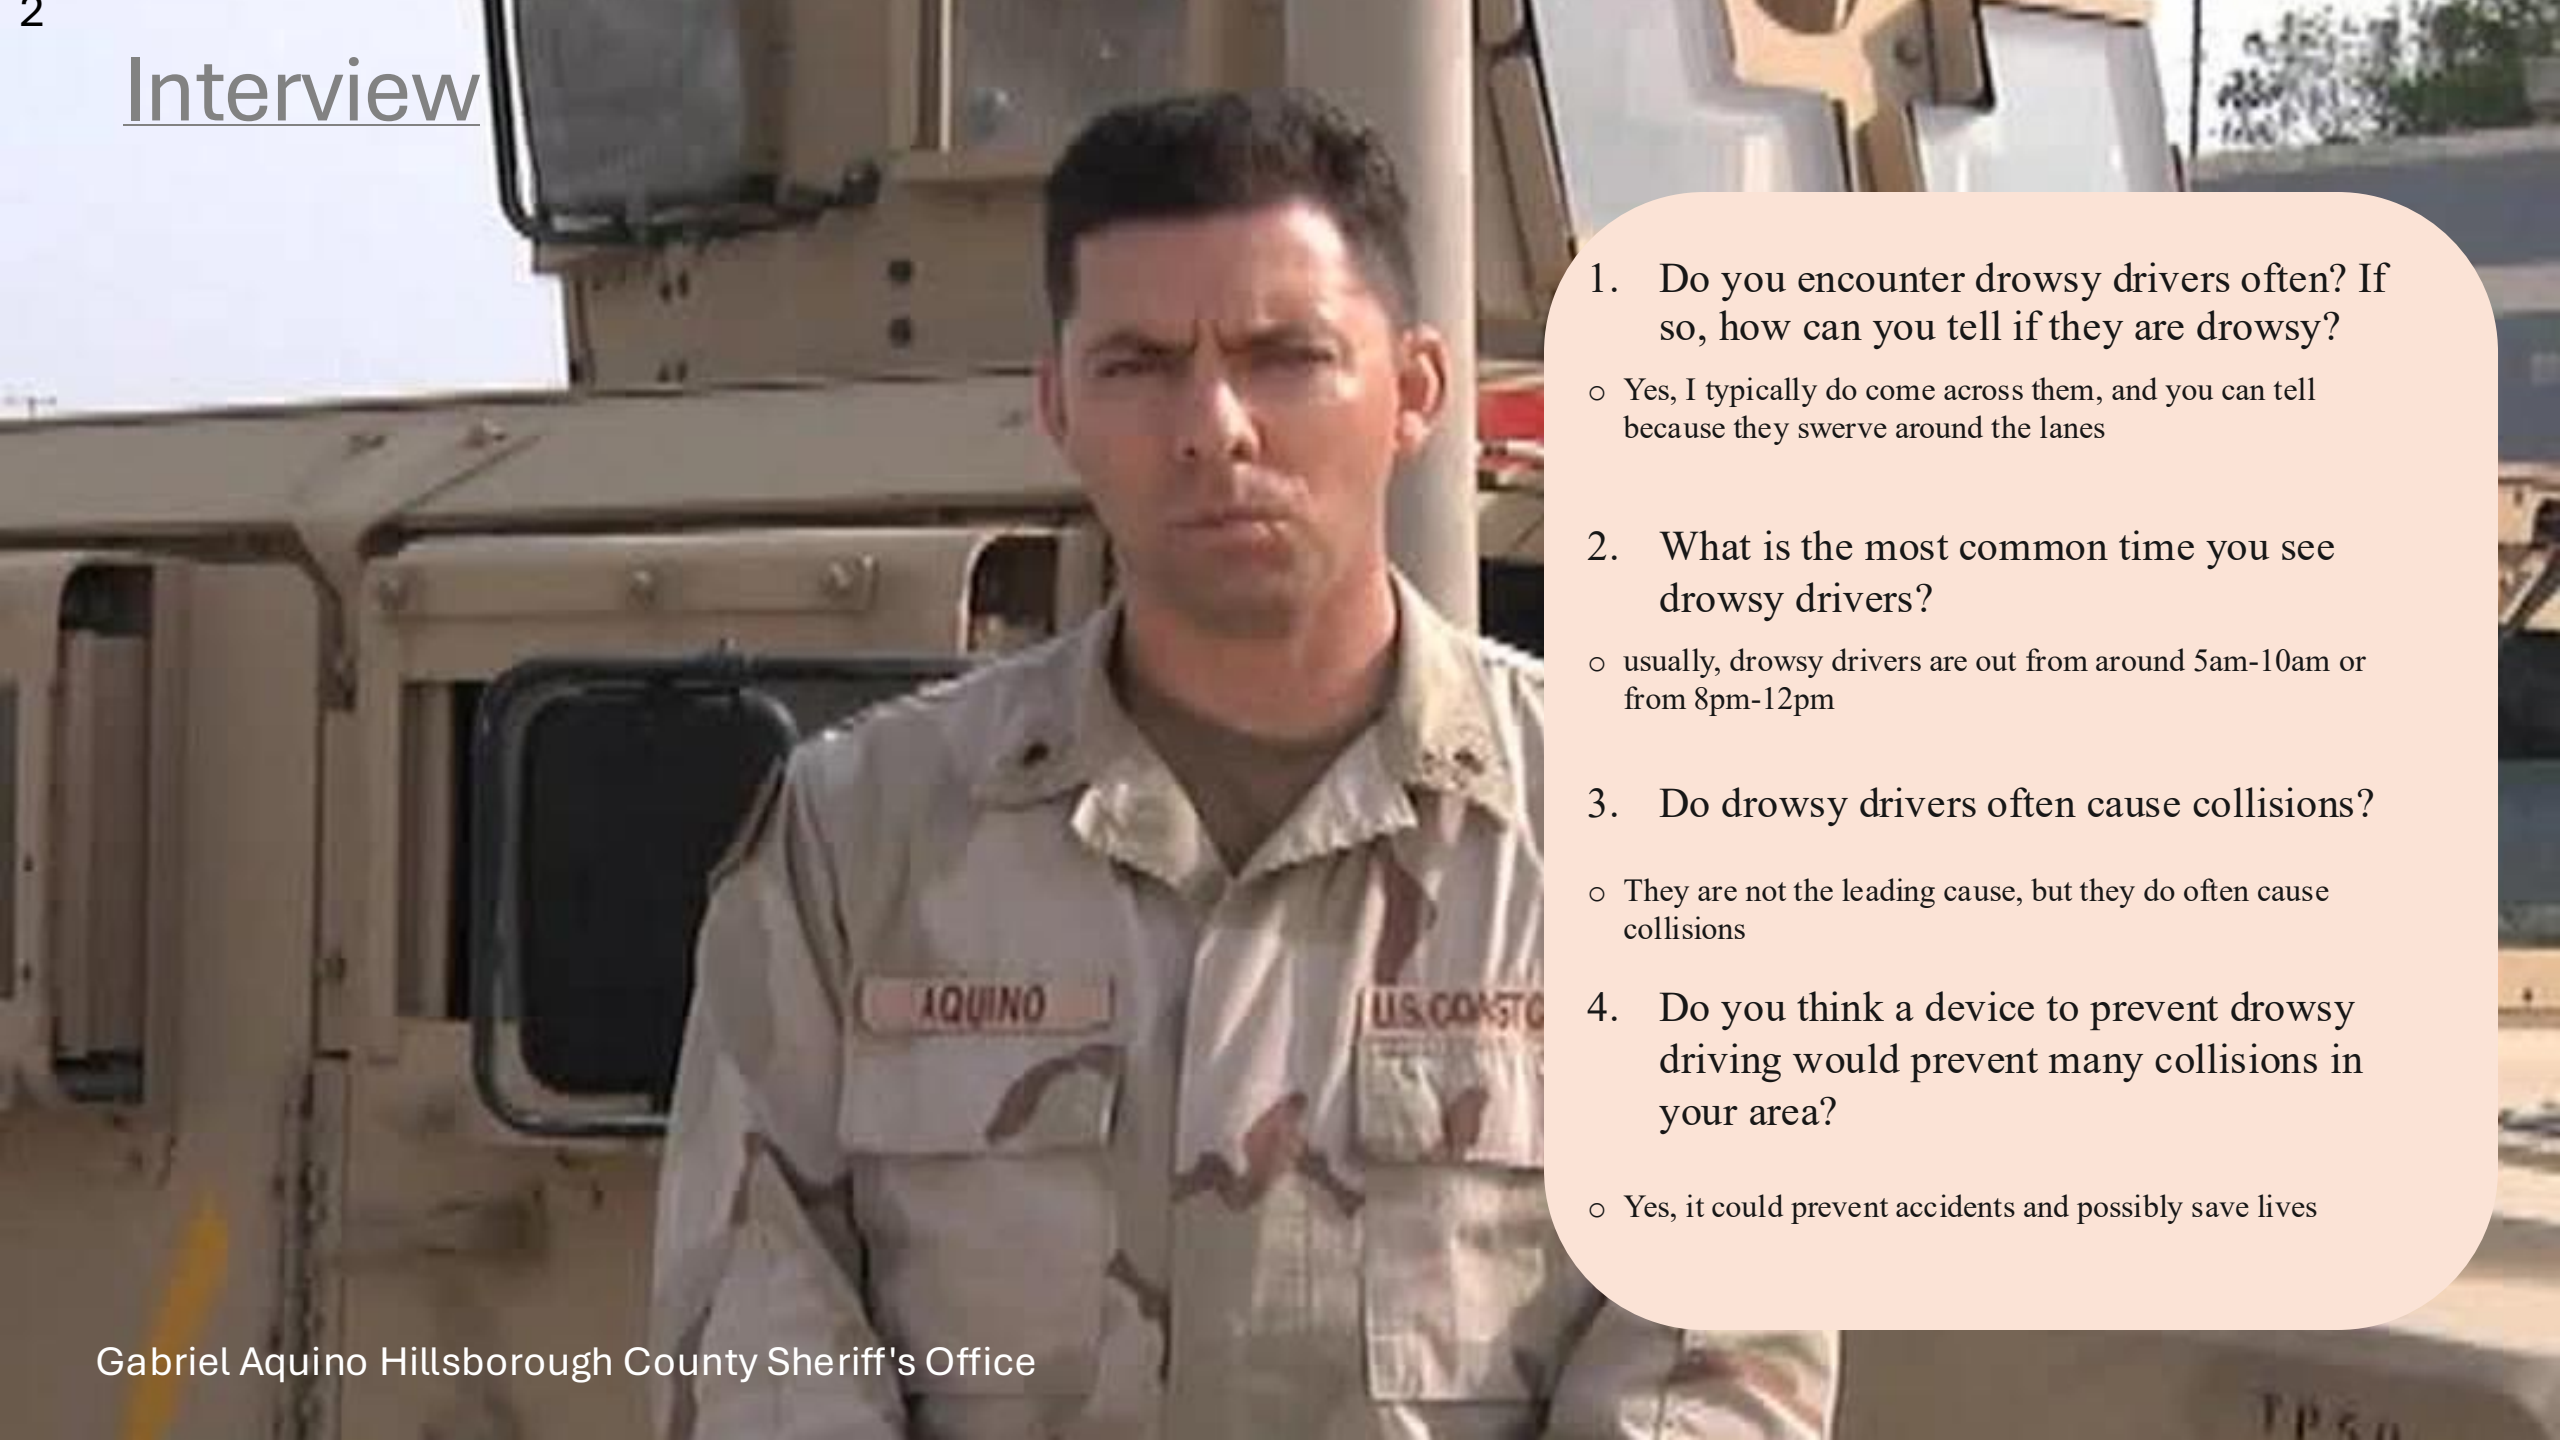 2
Interview
1. Do you encounter drowsy drivers often? If
so, how can you tell if they are drowsy?
o Yes, I typically do come across them, and you can tell
because they swerve around the lanes
2. What is the most common time you see
drowsy drivers?
o usually, drowsy drivers are out from around 5am-10am or
from 8pm-12pm
3. Do drowsy drivers often cause collisions?
o They are not the leading cause, but they do often cause
collisions
4. Do you think a device to prevent drowsy
driving would prevent many collisions in
your area?
o Yes, it could prevent accidents and possibly save lives
AQUINO
U.S. COAST
Gabriel Aquino Hillsborough County Sheriff's Office